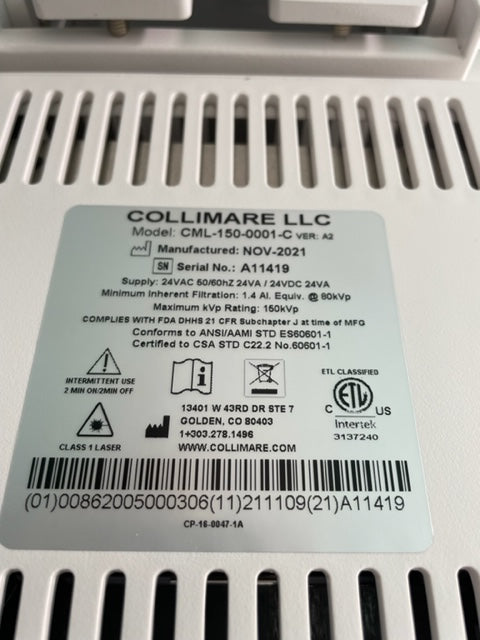 COLLIMARE LLC
Model: CML-150-0001-C VER: A2
Manufactured: NOV-2021
SN Serial No.: A11419
Supply: 24VAC 50/60hZ 24VA / 24VDC 24VA
Minimum Inherent Filtration: 1.4 Al. Equiv. @ 80kVp
Maximum kVp Rating: 150kVp
COMPLIES WITH FDA DHHS 21 CFR Subchapter J at time of MFG
Conforms to ANSI/AAMI STD ES60601-1
Certified to CSA STD C22.2 No.60601-1
INTERMITTENT USE
2 MIN ON/2MIN OFF
ETL CLASSIFIED
ETL
C US
Intertek
3137240
CLASS 1 LASER
13401 W 43RD DR STE 7
GOLDEN, CO 80403
1+303.278.1496
WWW.COLLIMARE.COM
(01)00862005000306(11)211109(21)A11419
CP-16-0047-1A